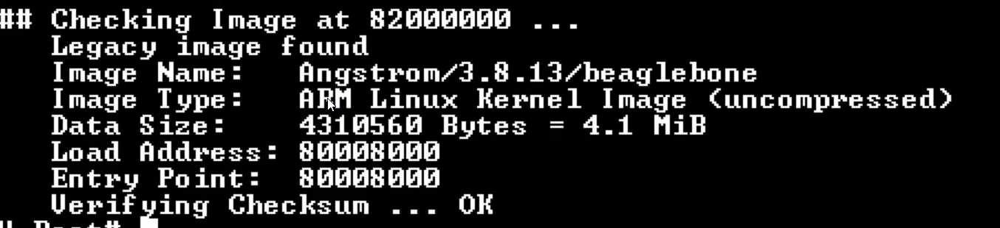 ## Checking Image at 82000000 ...
Legacy image found
Image Name: Angstrom/3.8.13/beaglebone
Image Type: ARM Linux Kernel Image (uncompressed)
Data Size: 4310560 Bytes = 4.1 MiB
Load Address: 80008000
Entry Point: 80008000
Verifying Checksum ... OK